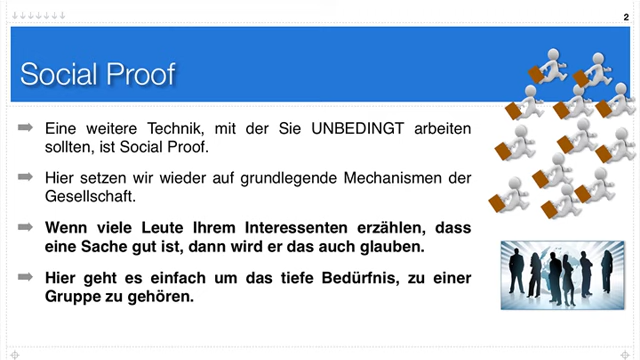 2
Social Proof
Eine weitere Technik, mit der Sie UNBEDINGT arbeiten
sollten, ist Social Proof.
Hier setzen wir wieder auf grundlegende Mechanismen der
Gesellschaft.
Wenn viele Leute Ihrem Interessenten erzählen, dass
eine Sache gut ist, dann wird er das auch glauben.
Hier geht es einfach um das tiefe Bedürfnis, zu einer
Gruppe zu gehören.